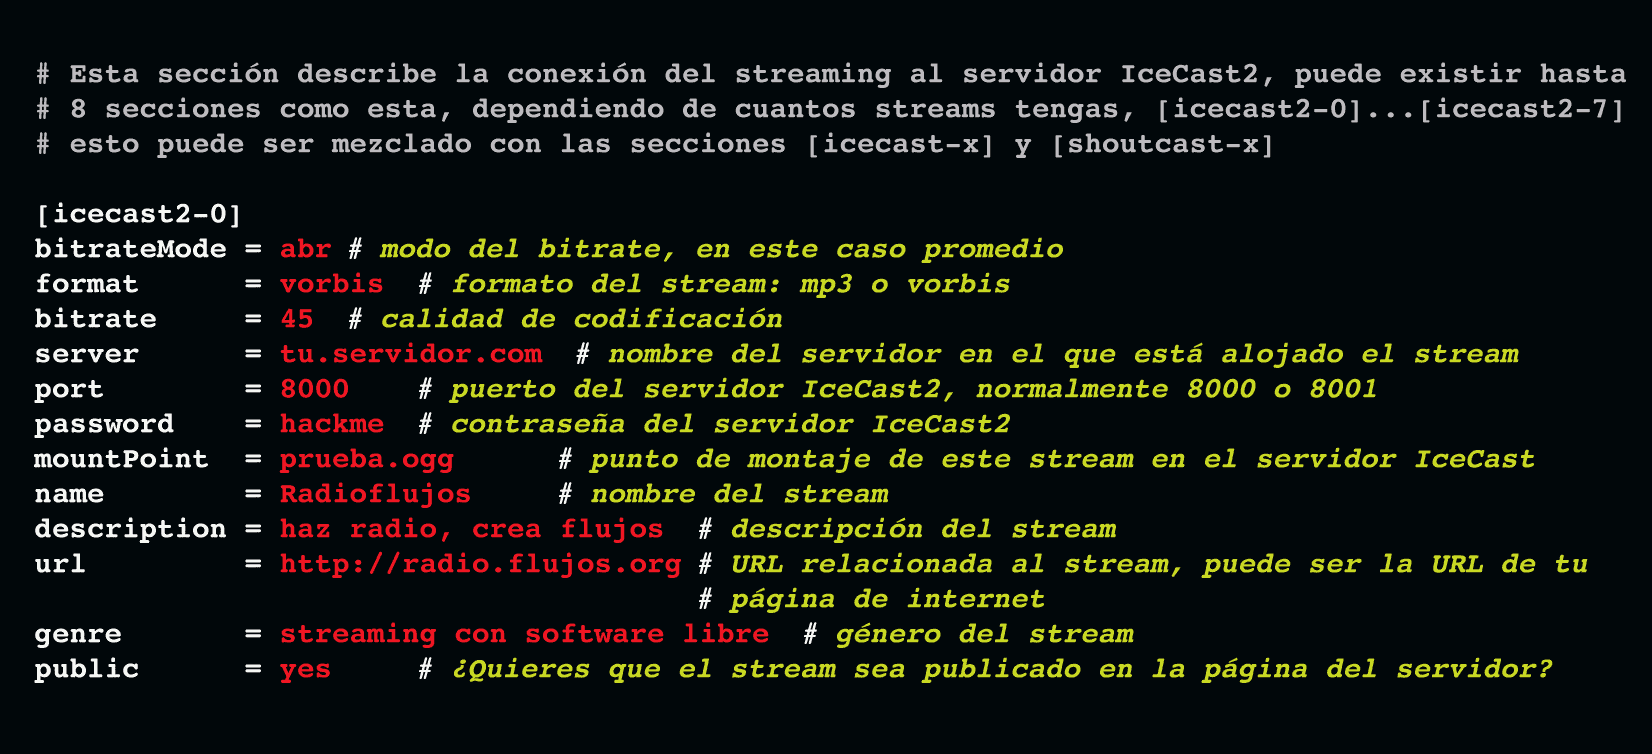 # Esta sección describe la conexión del streaming al servidor IceCast2, puede existir hasta
# 8 secciones como esta, dependiendo de cuantos streams tengas, [icecast2-0]...[icecast2-7]
# esto puede ser mezclado con las secciones [icecast-x] y [shoutcast-x]
[icecast2-0]
bitrateMode = abr # modo del bitrate, en este caso promedio
format = vorbis # formato del stream: mp3 o vorbis
bitrate = 45 # calidad de codificación
server = tu.servidor.com # nombre del servidor en el que está alojado el stream
port = 8000 # puerto del servidor IceCast2, normalmente 8000 o 8001
password = hackme # contraseña del servidor IceCast2
mountPoint = prueba.ogg # punto de montaje de este stream en el servidor IceCast
name = Radioflujos # nombre del stream
description = haz radio, crea flujos # descripción del stream
url = http://radio.flujos.org # URL relacionada al stream, puede ser la URL de tu
# página de internet
genre = streaming con software libre # género del stream
public = yes # ¿Quieres que el stream sea publicado en la página del servidor?